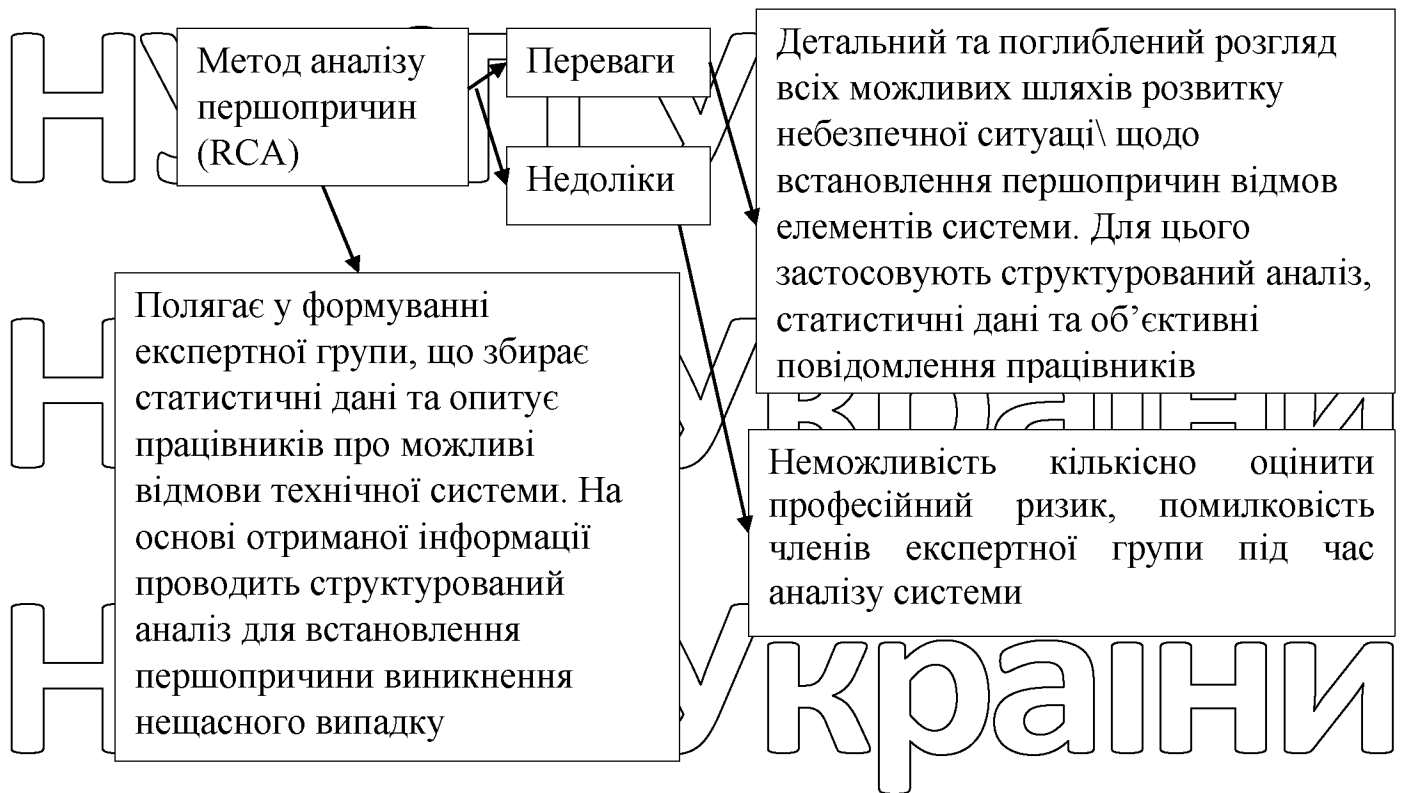 Метод аналізу
першопричин
(RCA)
Переваги
Недоліки
Детальний та поглиблений розгляд
всіх можливих шляхів розвитку
небезпечної ситуаці\ щодо
встановлення першопричин відмов
елементів системи. Для цього
застосовують структурований аналіз,
статистичні дані та об’єктивні
повідомлення працівників
Полягає у формуванні
експертної групи, що збирає
статистичні дані та опитує
працівників про можливі
відмови технічної системи. На
основі отриманої інформації
проводить структурований
аналіз для встановлення
першопричини виникнення
нещасного випадку
Неможливість кількісно оцінити
професійний ризик, помилковість
членів експертної групи під час
аналізу системи
України